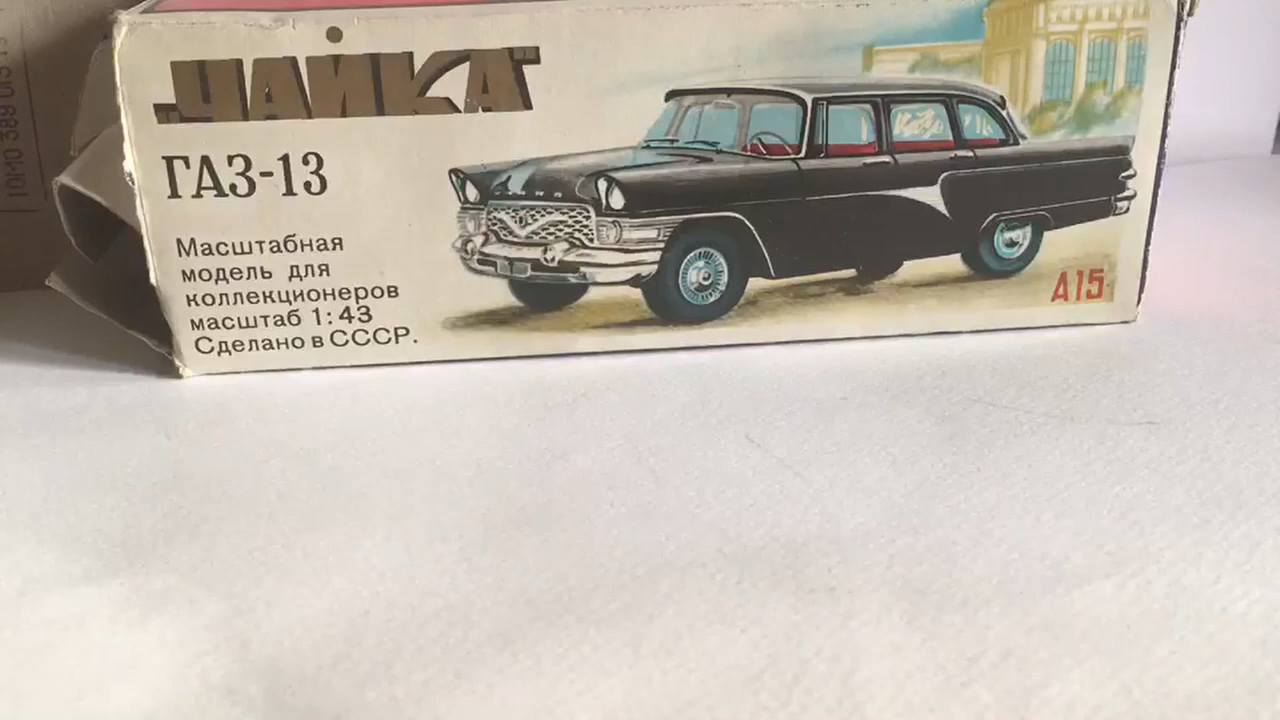 „ЧАЙКА"
ГАЗ-13
Масштабная
модель для
коллекционеров
масштаб 1:43
Сделано в СССР.
А15